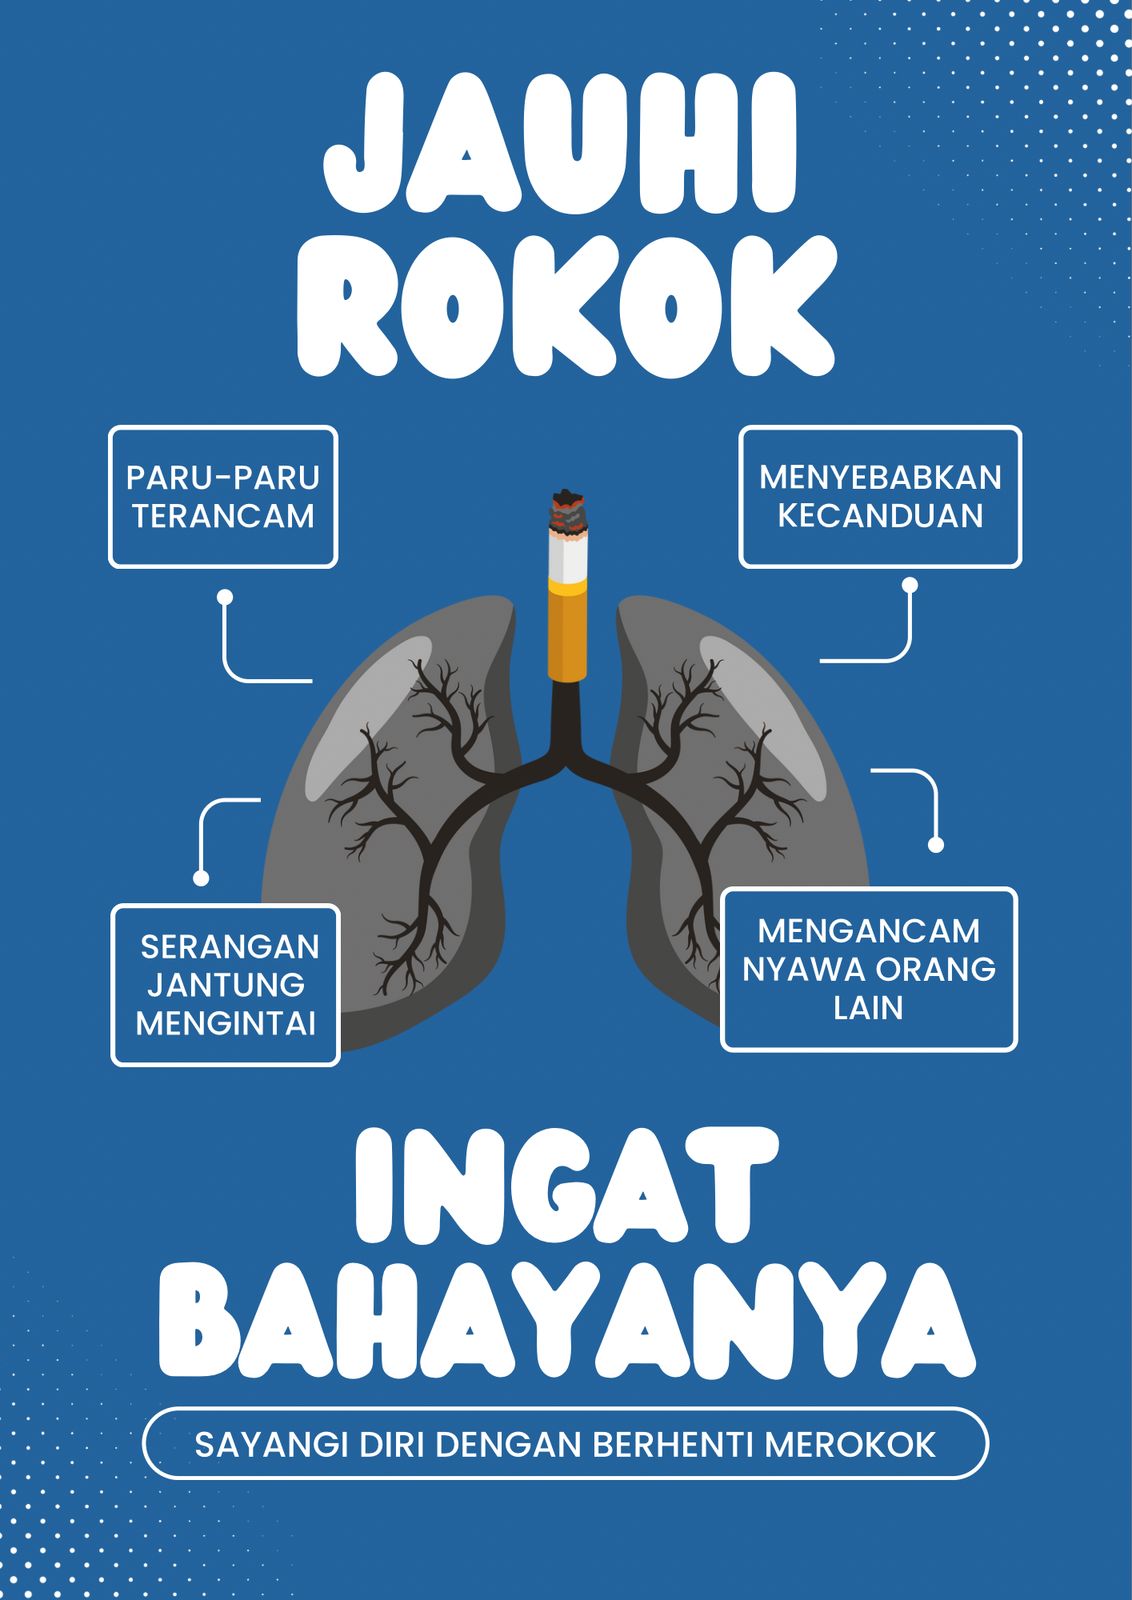 JAUHI
ROKOK
PARU-PARU
TERANCAM
MENYEBABKAN
KECANDUAN
SERANGAN
JANTUNG
MENGINTAI
MENGANCAM
NYAWA ORANG
LAIN
INGAT
BAHAYANYA
SAYANGI DIRI DENGAN BERHENTI MEROKOK